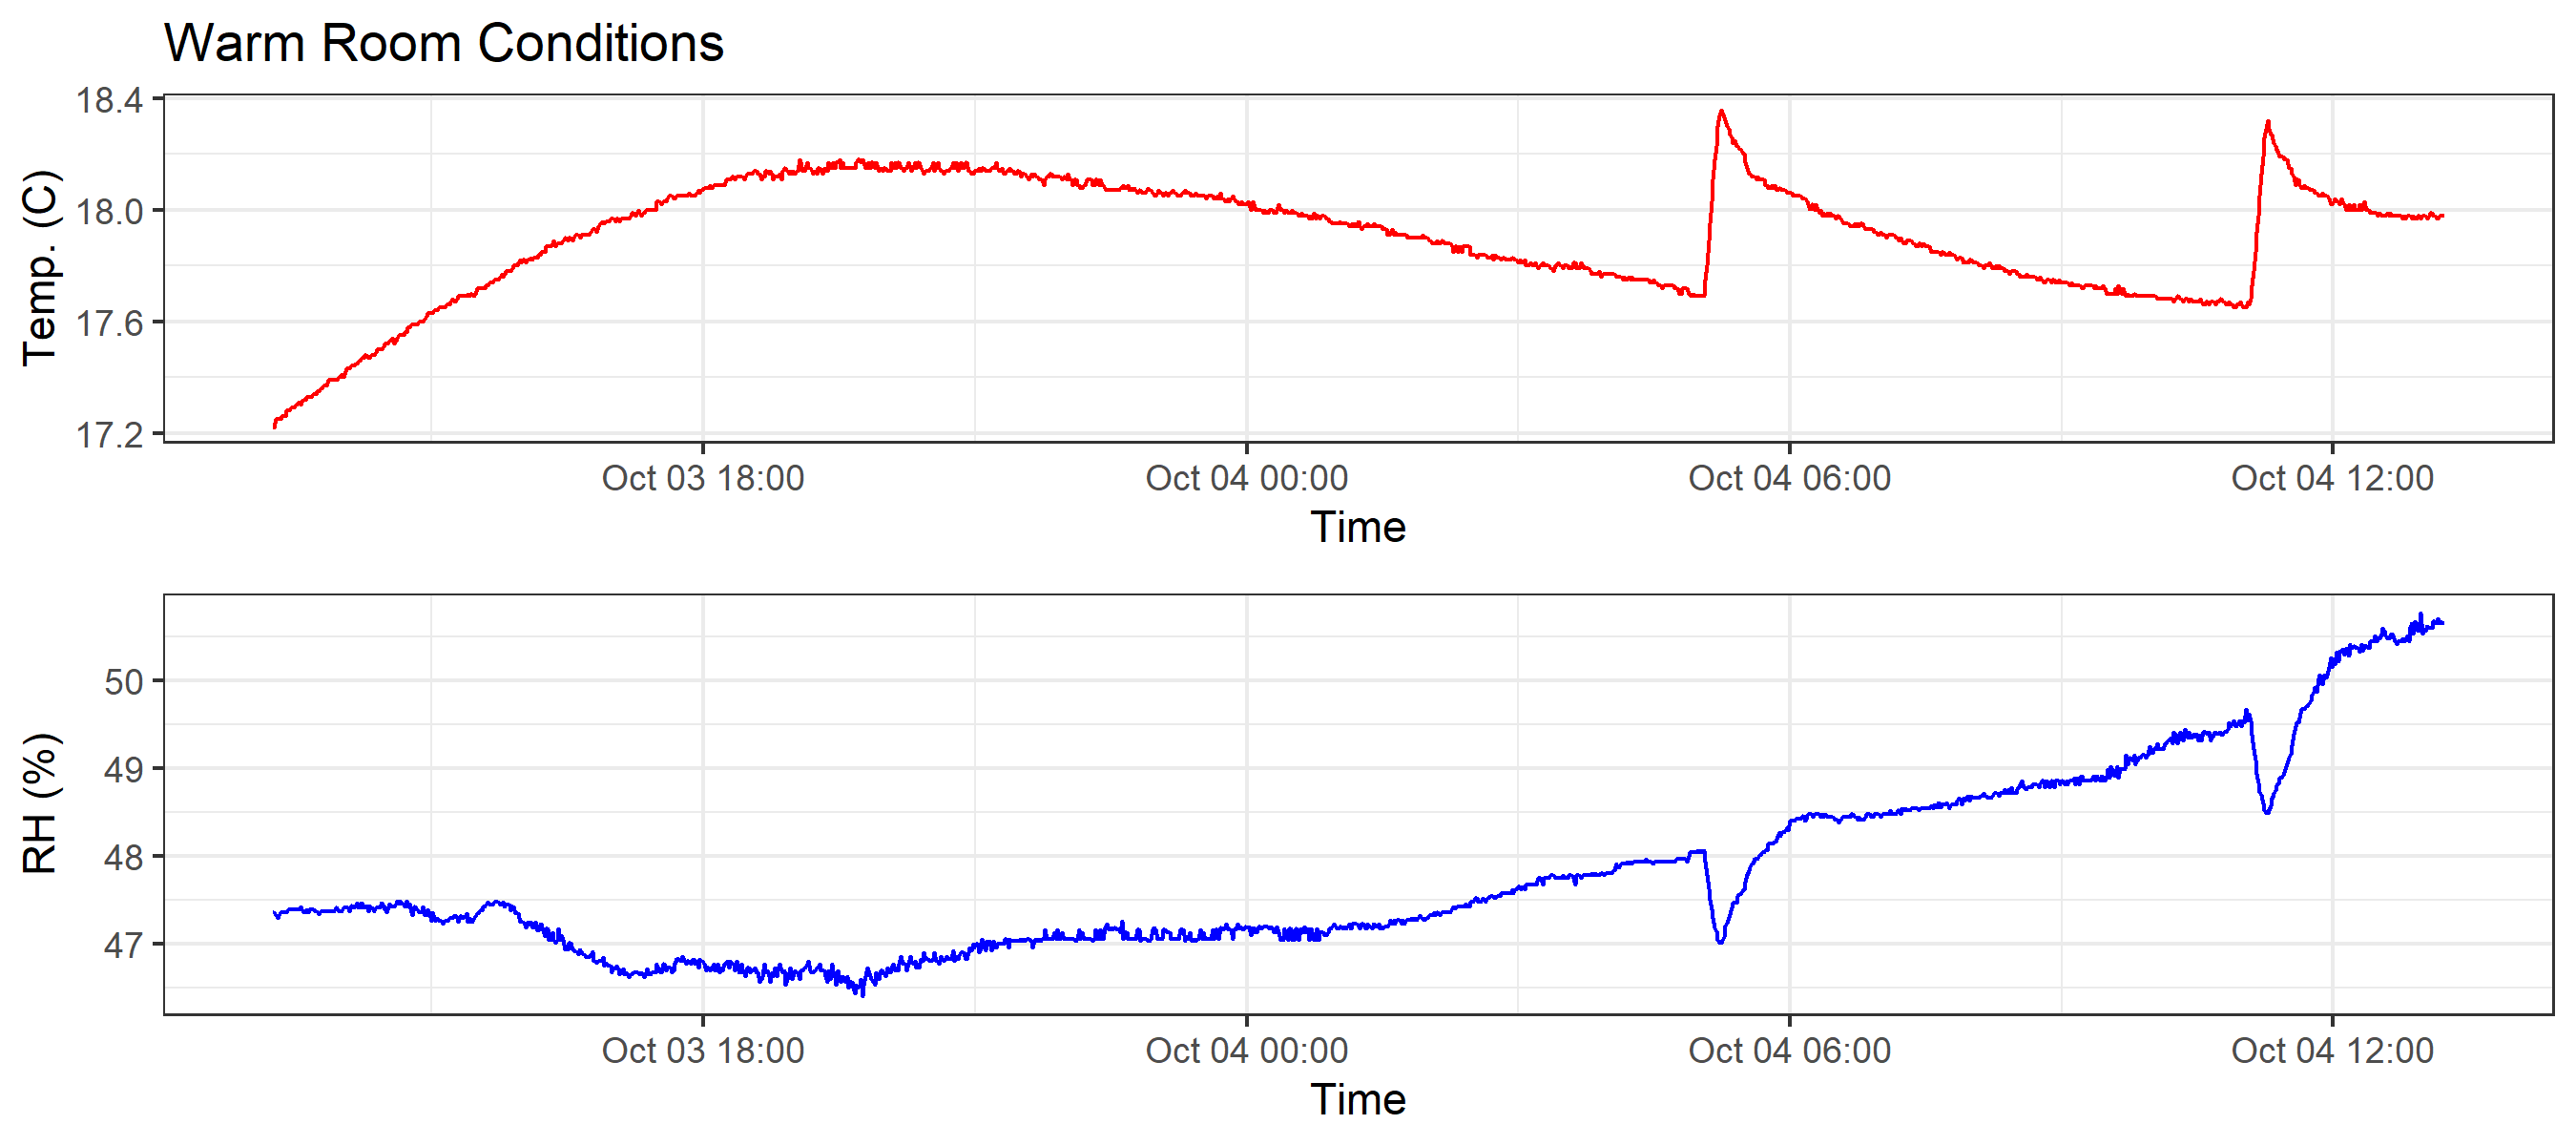 Warm Room Conditions
Temp. (C)
18.4
18.0
17.6
17.2
Oct 03 18:00 Oct 04 00:00 Oct 04 06:00 Oct 04 12:00
Time
RH (%)
50
49
48
47
Oct 03 18:00 Oct 04 00:00 Oct 04 06:00 Oct 04 12:00
Time